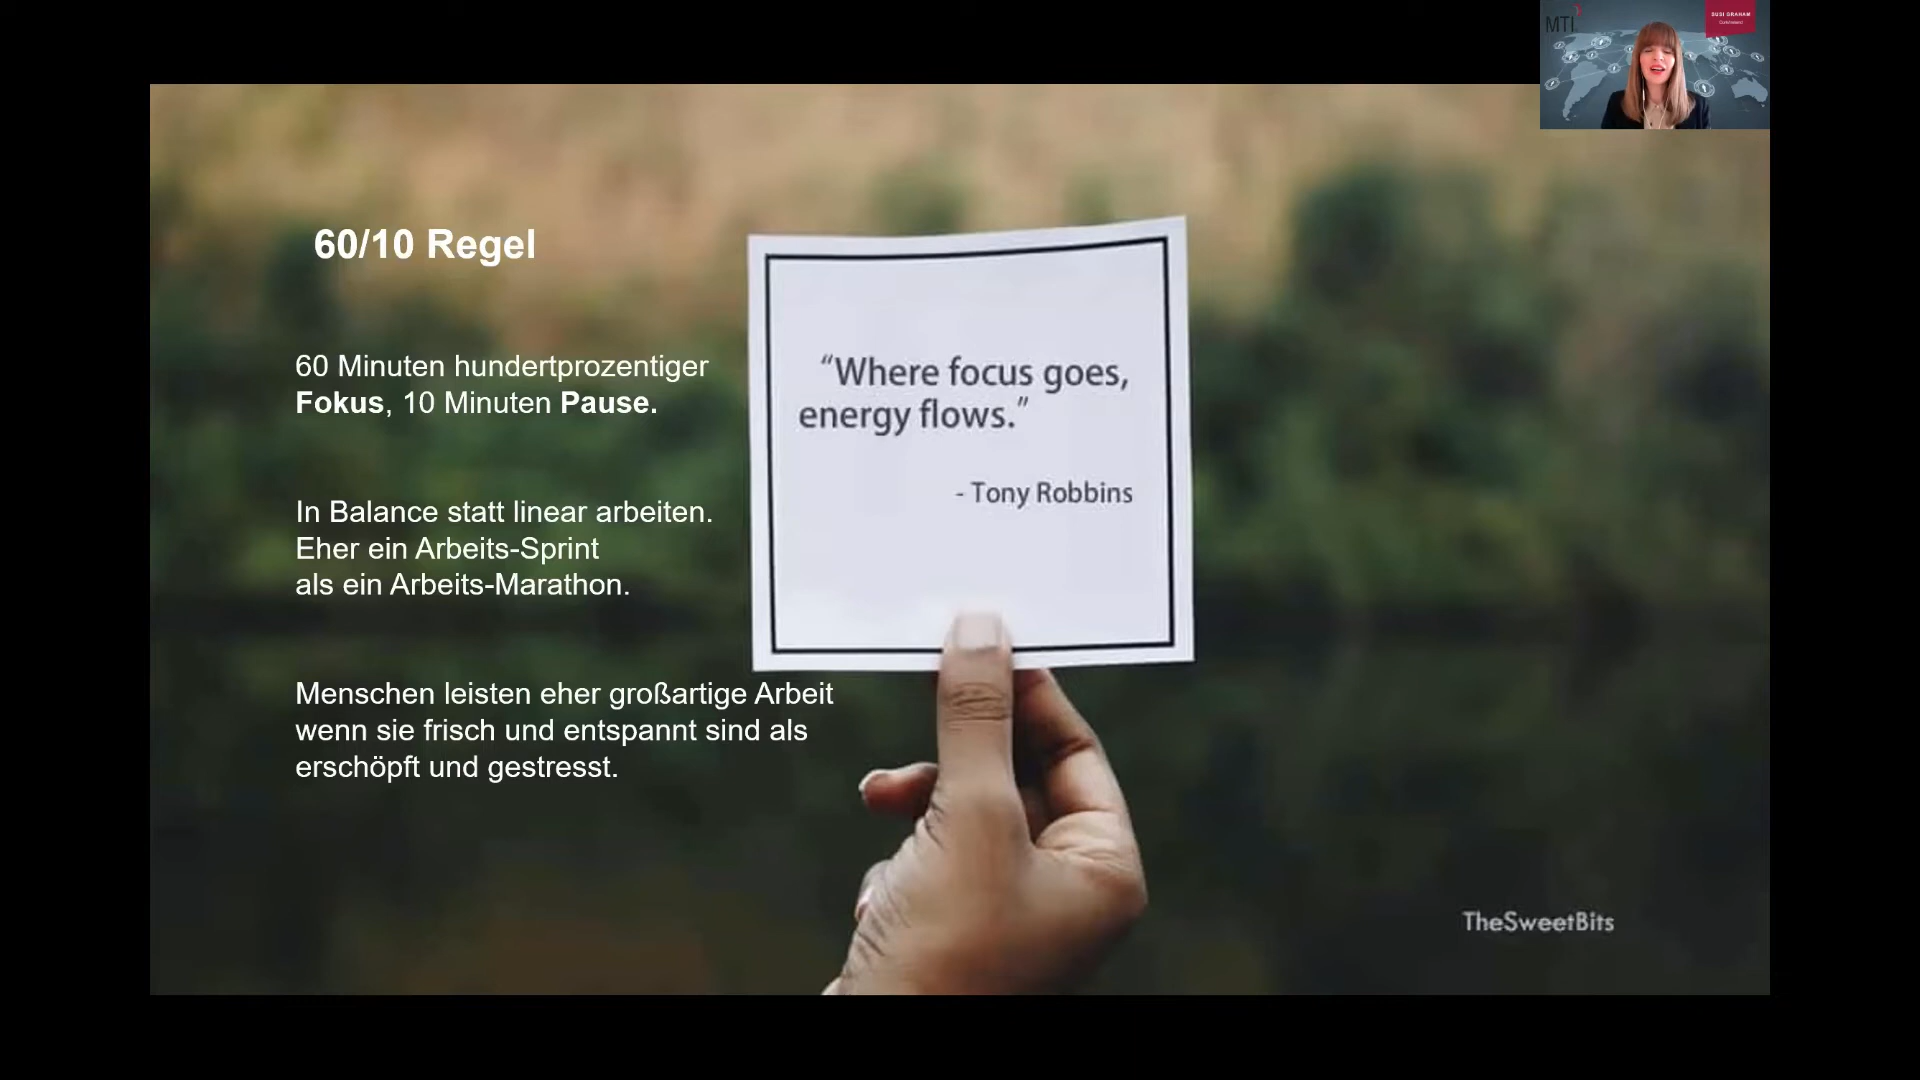 MTI
SUSI GRAHAM
60/10 Regel
60 Minuten hundertprozentiger
Fokus, 10 Minuten Pause.
In Balance statt linear arbeiten.
Eher ein Arbeits-Sprint
als ein Arbeits-Marathon.
Menschen leisten eher großartige Arbeit
wenn sie frisch und entspannt sind als
erschöpft und gestresst.
“Where focus goes,
energy flows.”
- Tony Robbins
TheSweetBits